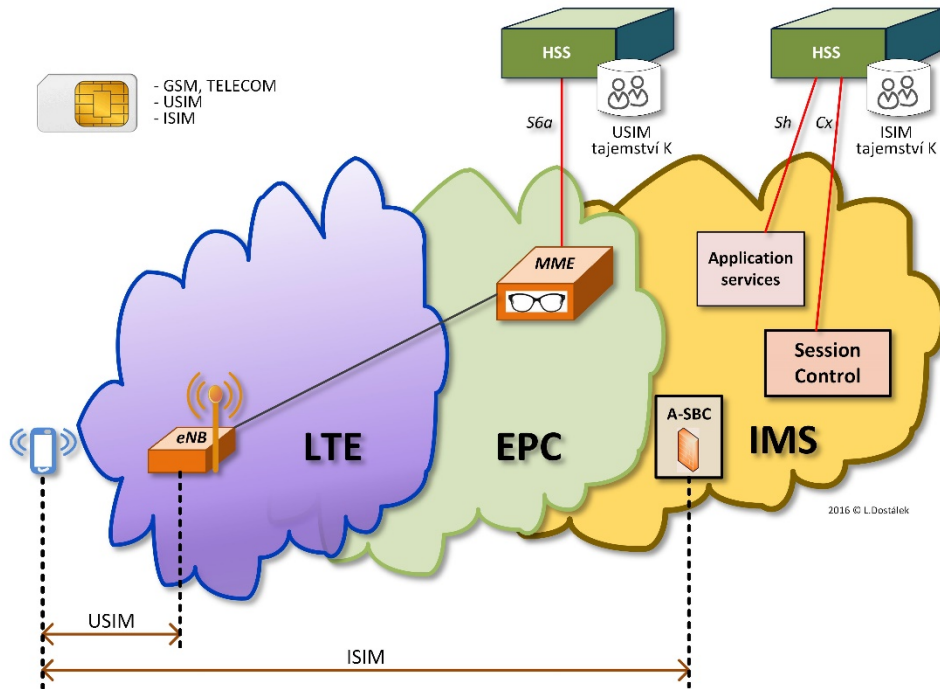 - GSM, TELECOM
- USIM
- ISIM
HSS
USIM
tajemství K
S6a
HSS
ISIM
tajemství K
Sh
Cx
MME
Application
services
Session
Control
A-SBC
eNB
LTE
EPC
IMS
2016 © L.Dostálek
USIM
ISIM